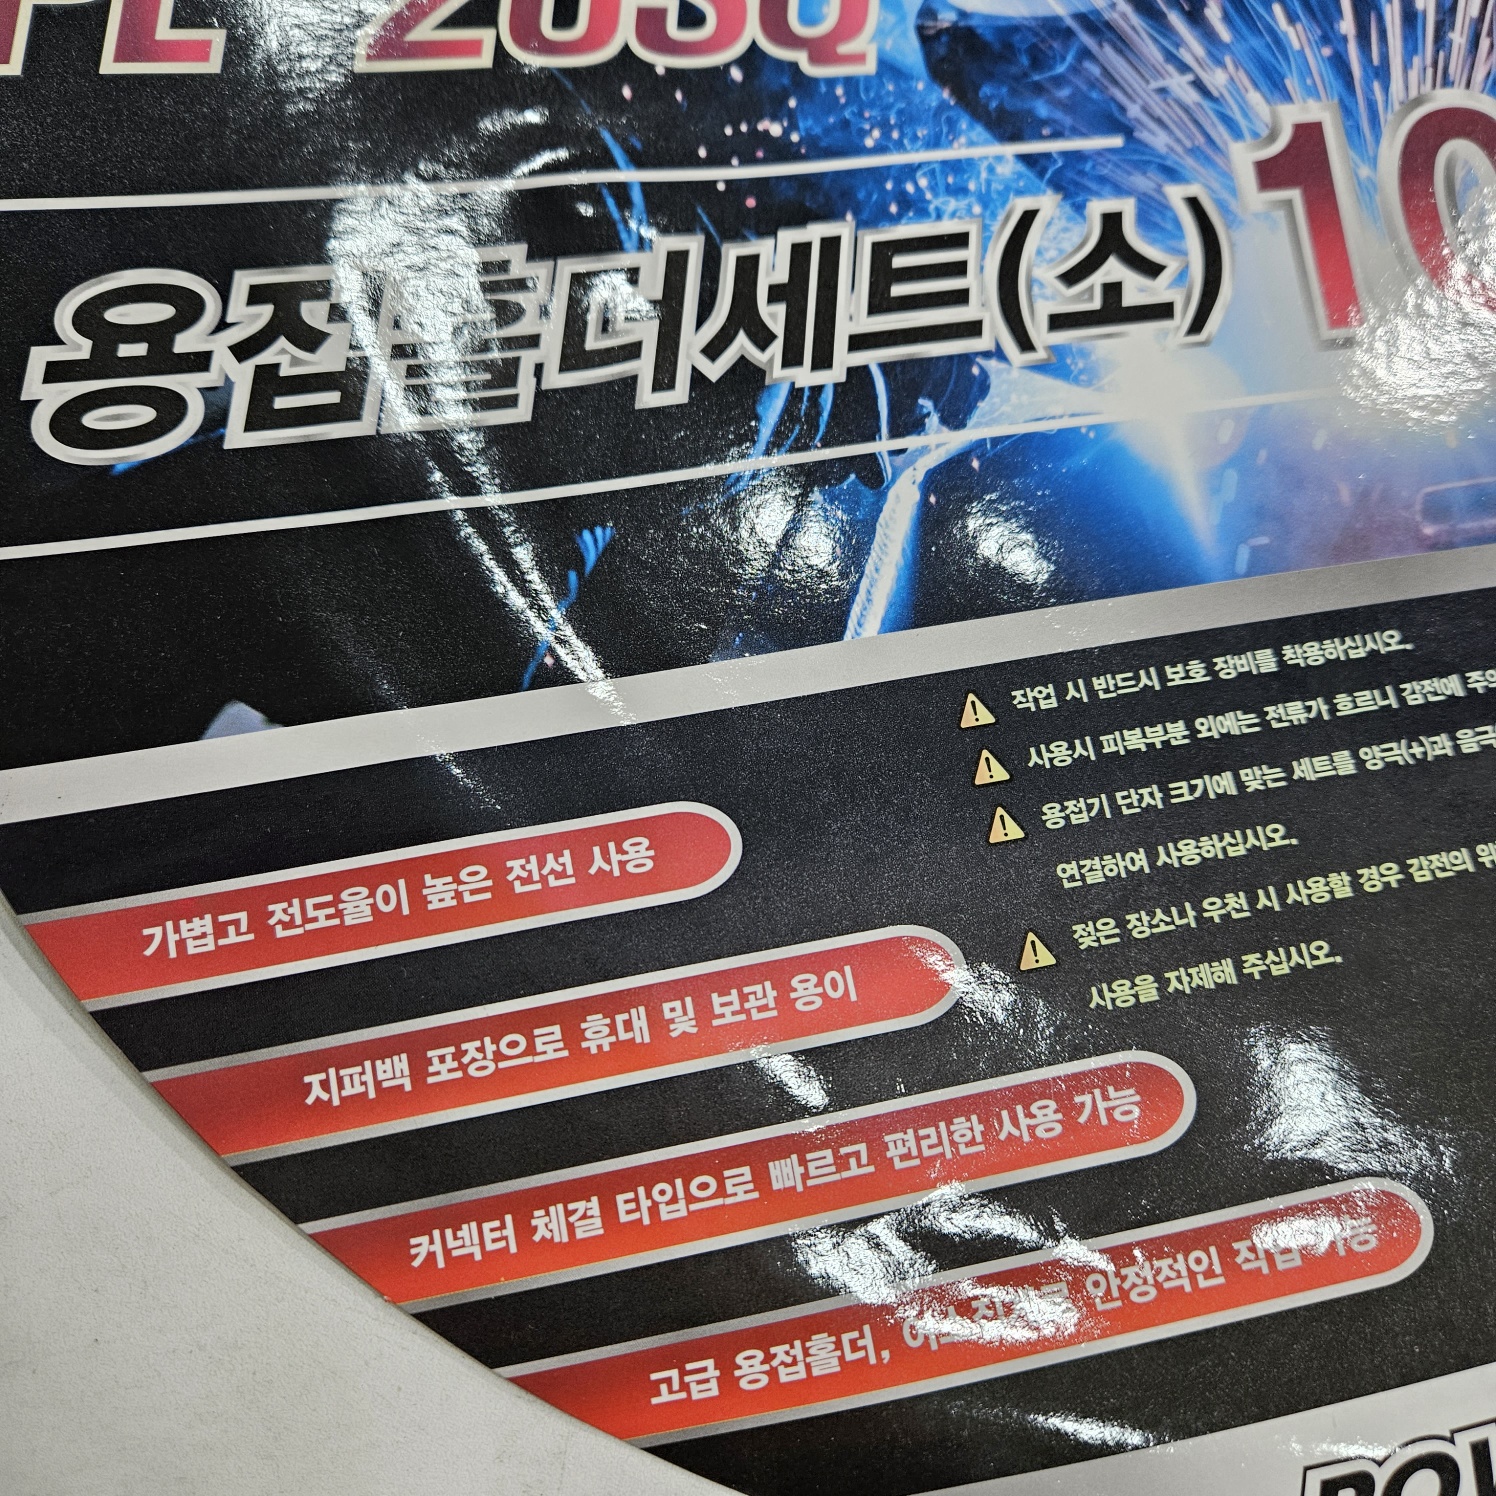 PL 203Q
용접홀더세트(소) 10
작업 시 반드시 보호 장비를 착용하십시오.
사용시 피복부분 외에는 전류가 흐르니 감전에 주의
용접기 단자 크기에 맞는 세트를 양극(+)과 음극
연결하여 사용하십시오.
젖은 장소나 우천 시 사용할 경우 감전의 위
사용을 자제해 주십시오.
가볍고 전도율이 높은 전선 사용
지퍼백 포장으로 휴대 및 보관 용이
커넥터 체결 타입으로 빠르고 편리한 사용 가능
고급 용접홀더, 안정적인 작업 가능